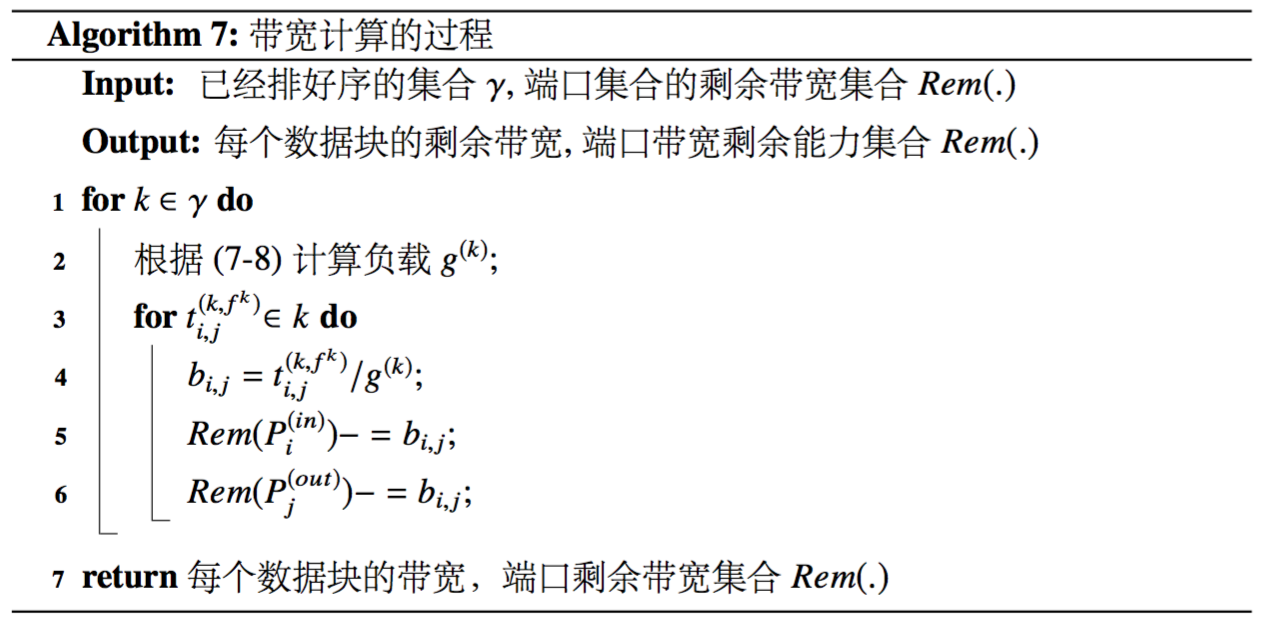 Algorithm 7: 带宽计算的过程
Input: 已经排好序的集合 γ, 端口集合的剩余带宽集合 Rem(.)
Output: 每个数据块的剩余带宽, 端口带宽剩余能力集合 Rem(.)
1 for k ∈ γ do
2 根据 (7-8) 计算负载 g^{(k)};
3 for t_{i,j}^{(k,f^k)} ∈ k do
4 b_{i,j} = t_{i,j}^{(k,f^k)}/g^{(k)};
5 Rem(P_i^{(in)})− = b_{i,j};
6 Rem(P_j^{(out)})− = b_{i,j};
7 return 每个数据块的带宽，端口剩余带宽集合 Rem(.)